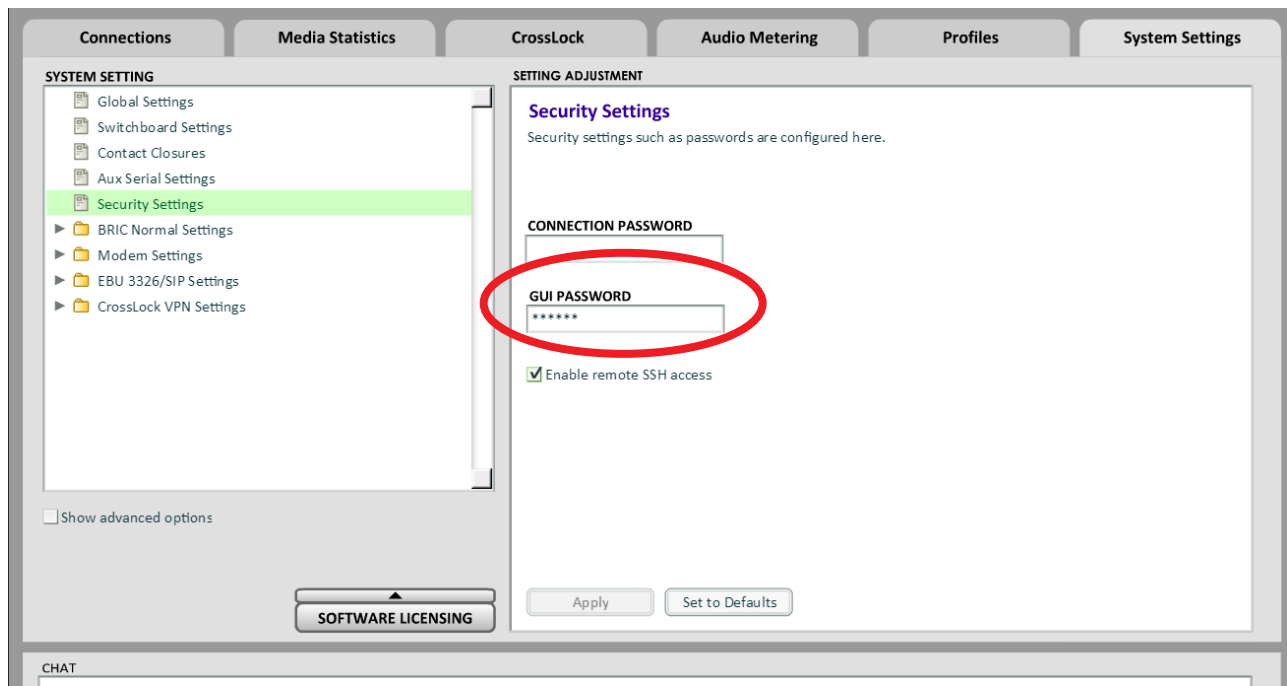 Connections
Media Statistics
CrossLock
Audio Metering
Profiles
System Settings
SYSTEM SETTING
Global Settings
Switchboard Settings
Contact Closures
Aux Serial Settings
Security Settings
BRIC Normal Settings
Modem Settings
EBU 3326/SIP Settings
CrossLock VPN Settings
Show advanced options
SOFTWARE LICENSING
SETTING ADJUSTMENT
Security Settings
Security settings such as passwords are configured here.
CONNECTION PASSWORD
GUI PASSWORD
******
Enable remote SSH access
Apply
Set to Defaults
CHAT